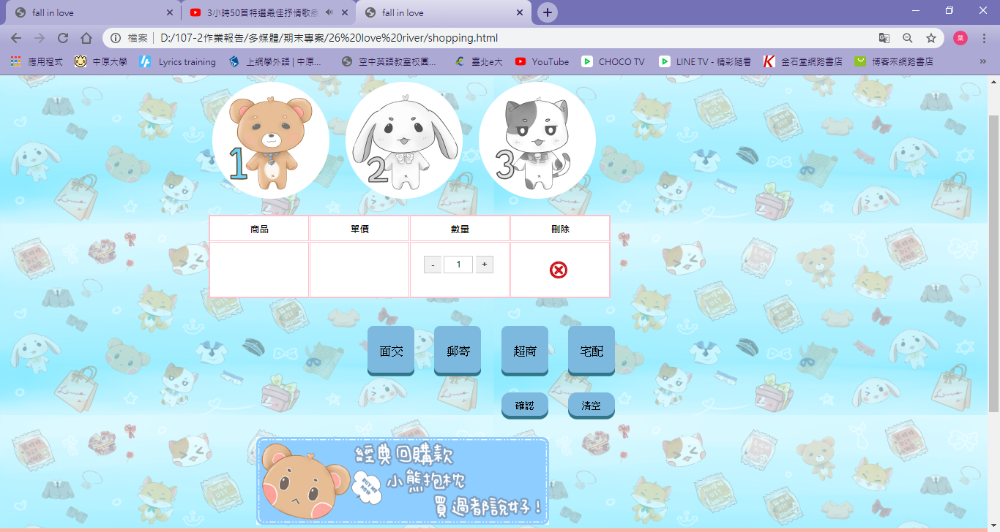 fall in love
3小時50首特選最佳抒情歌
fall in love
檔案
D:/107-2作業報告/多媒體/期末專案/26%20love%20river/shopping.html
葉
應用程式
中原大學
Lyrics training
上網學外語 | 中原...
空中英語教室校園...
臺北e大
YouTube
CHOCO TV
LINE TV - 精彩隨看
金石堂網路書店
博客來網路書店
1
2
3
商品 單價 數量 刪除
- 1 +
面交 郵寄 超商 宅配
確認 清空
經典回購款
BUY ME NOW
小熊抱枕
買過都說好!